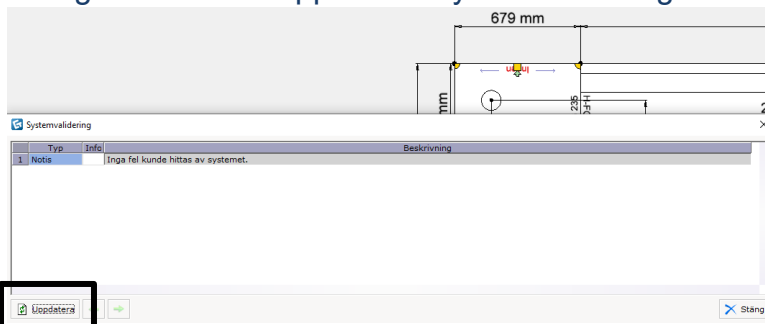 679 mm
mm
235
Systemvalidering
Typ Info Beskrivning
1 Notis Inga fel kunde hittas av systemet.
Uppdatera
Stäng